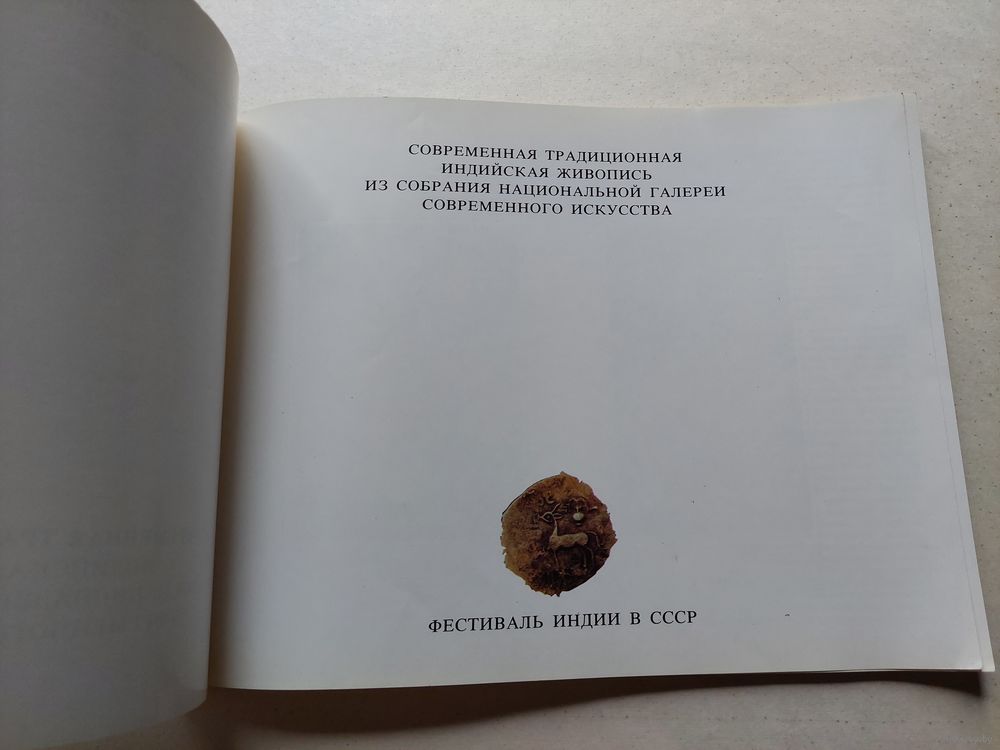 СОВРЕМЕННАЯ ТРАДИЦИОННАЯ
ИНДИЙСКАЯ ЖИВОПИСЬ
ИЗ СОБРАНИЯ НАЦИОНАЛЬНОЙ ГАЛЕРЕИ
СОВРЕМЕННОГО ИСКУССТВА
ФЕСТИВАЛЬ ИНДИИ В СССР